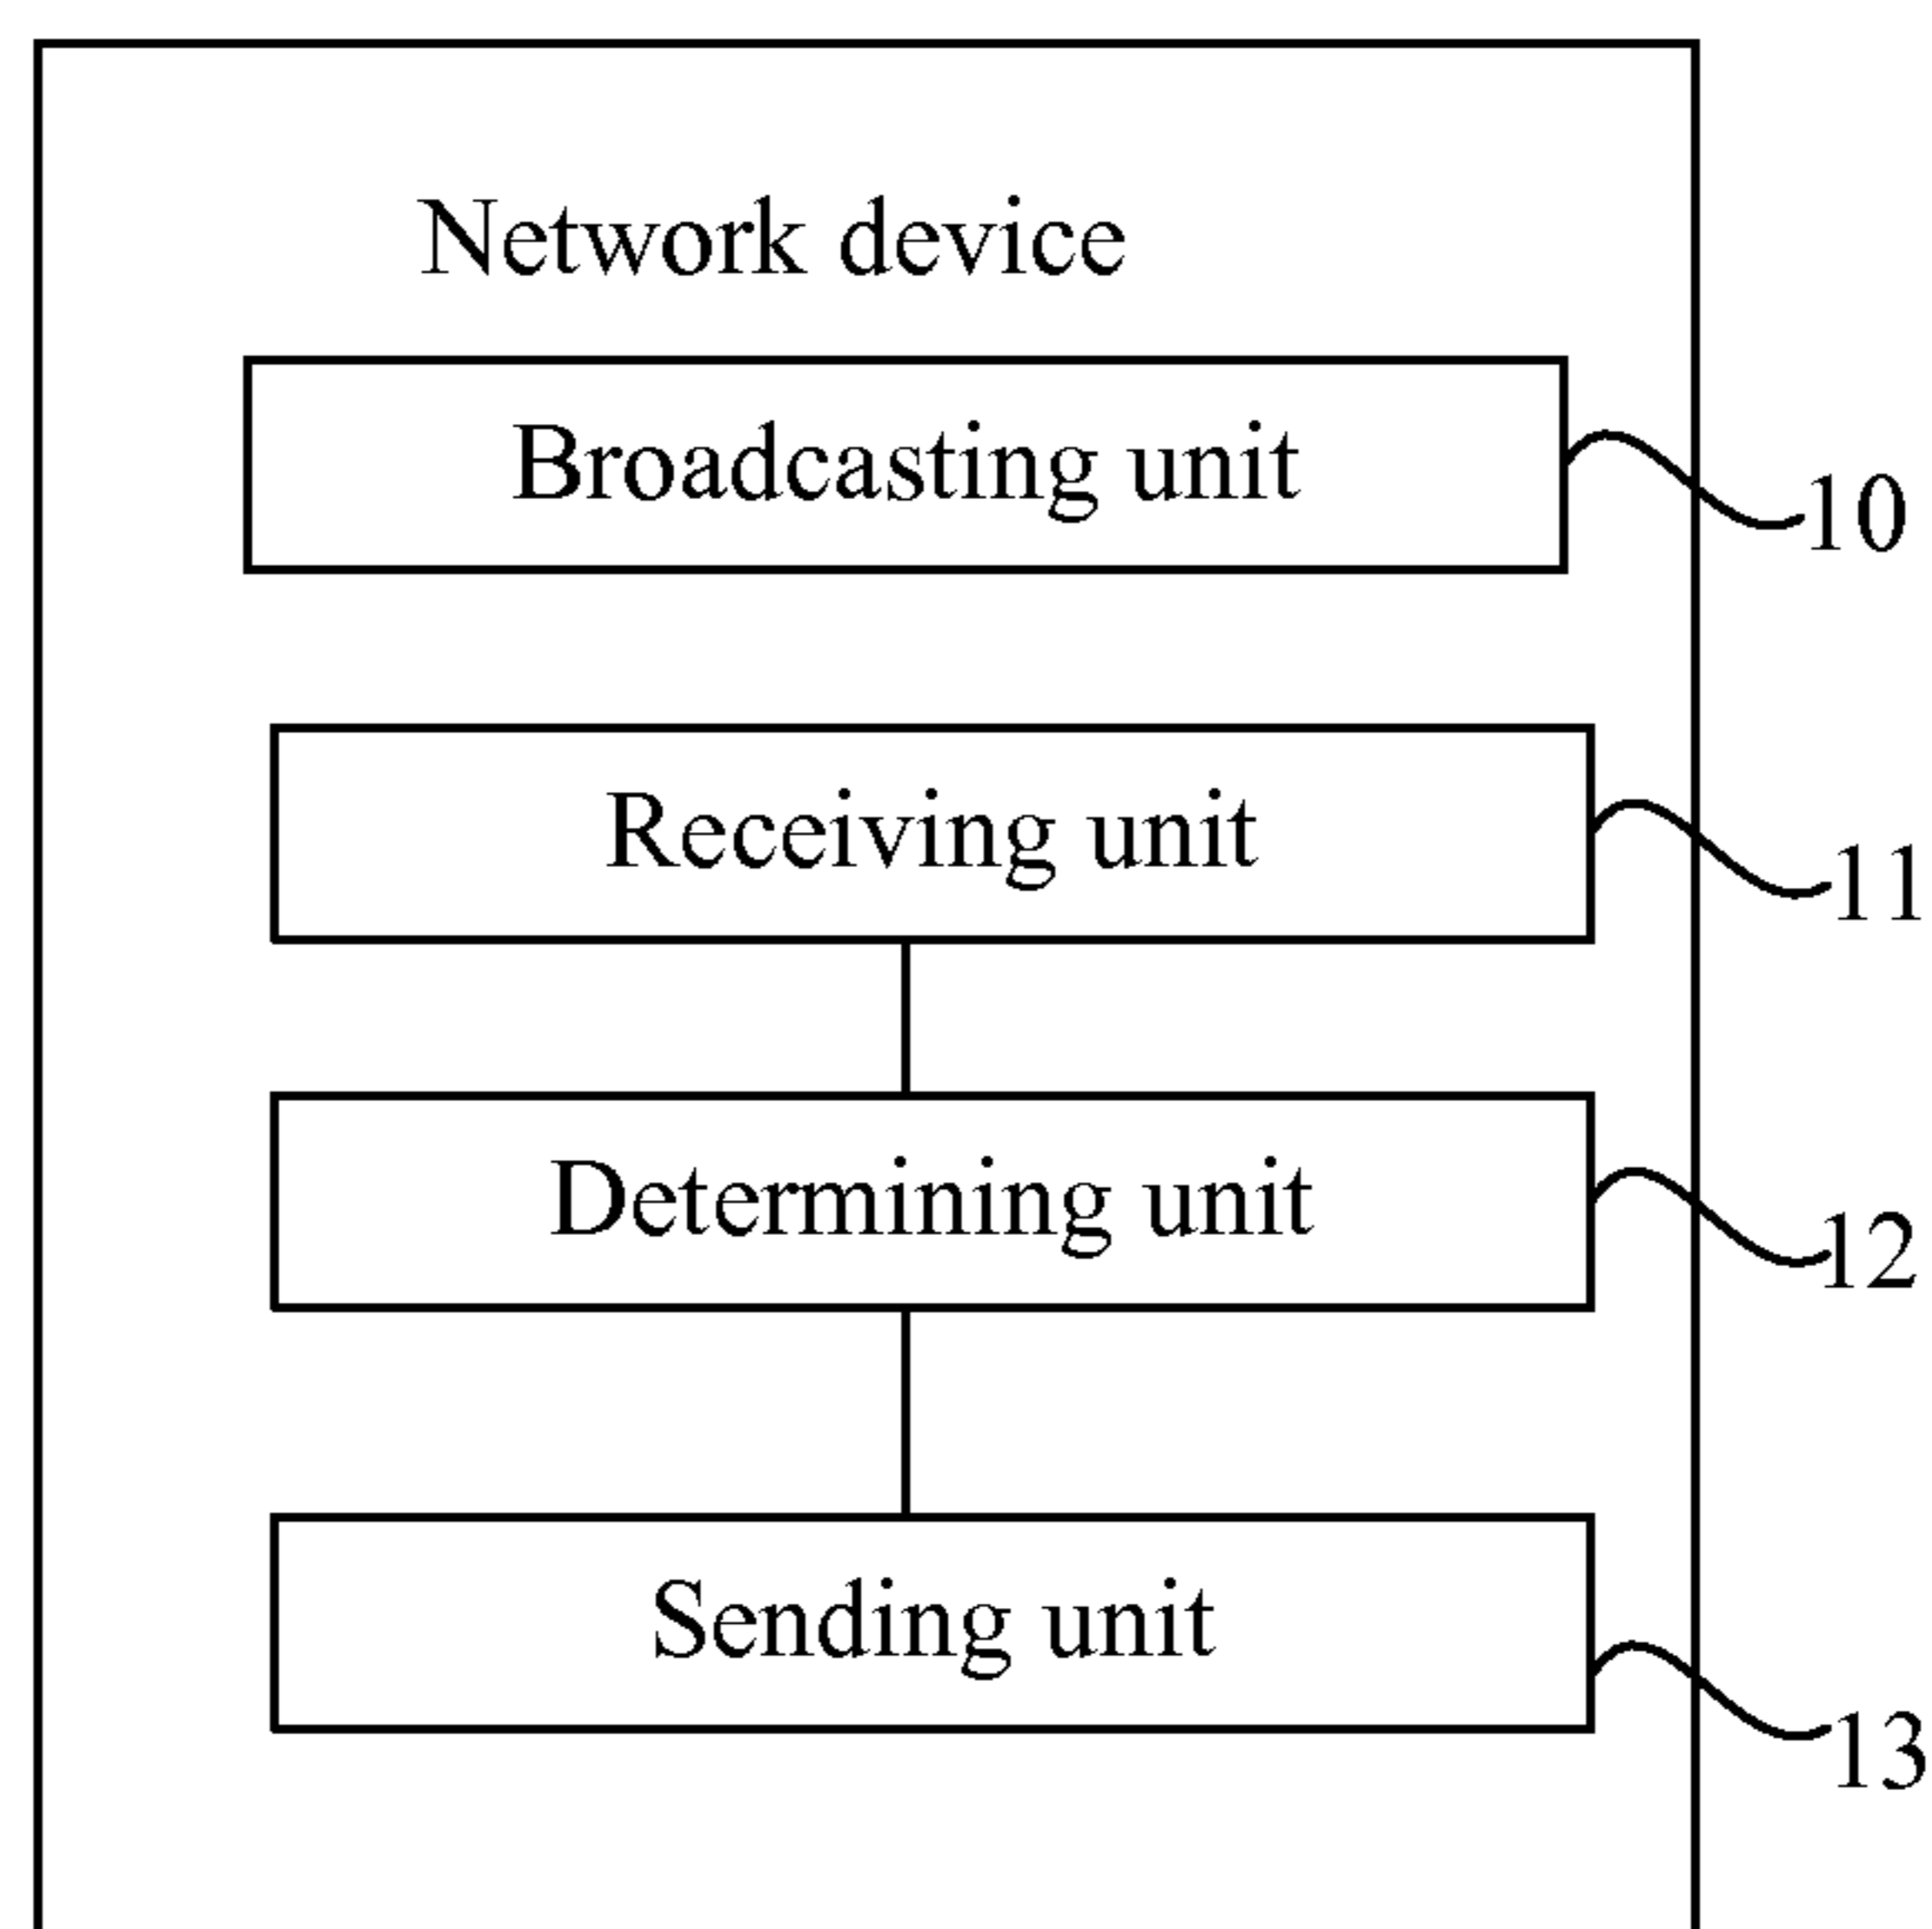 Network device
Broadcasting unit
10
Receiving unit
11
Determining unit
12
Sending unit
13